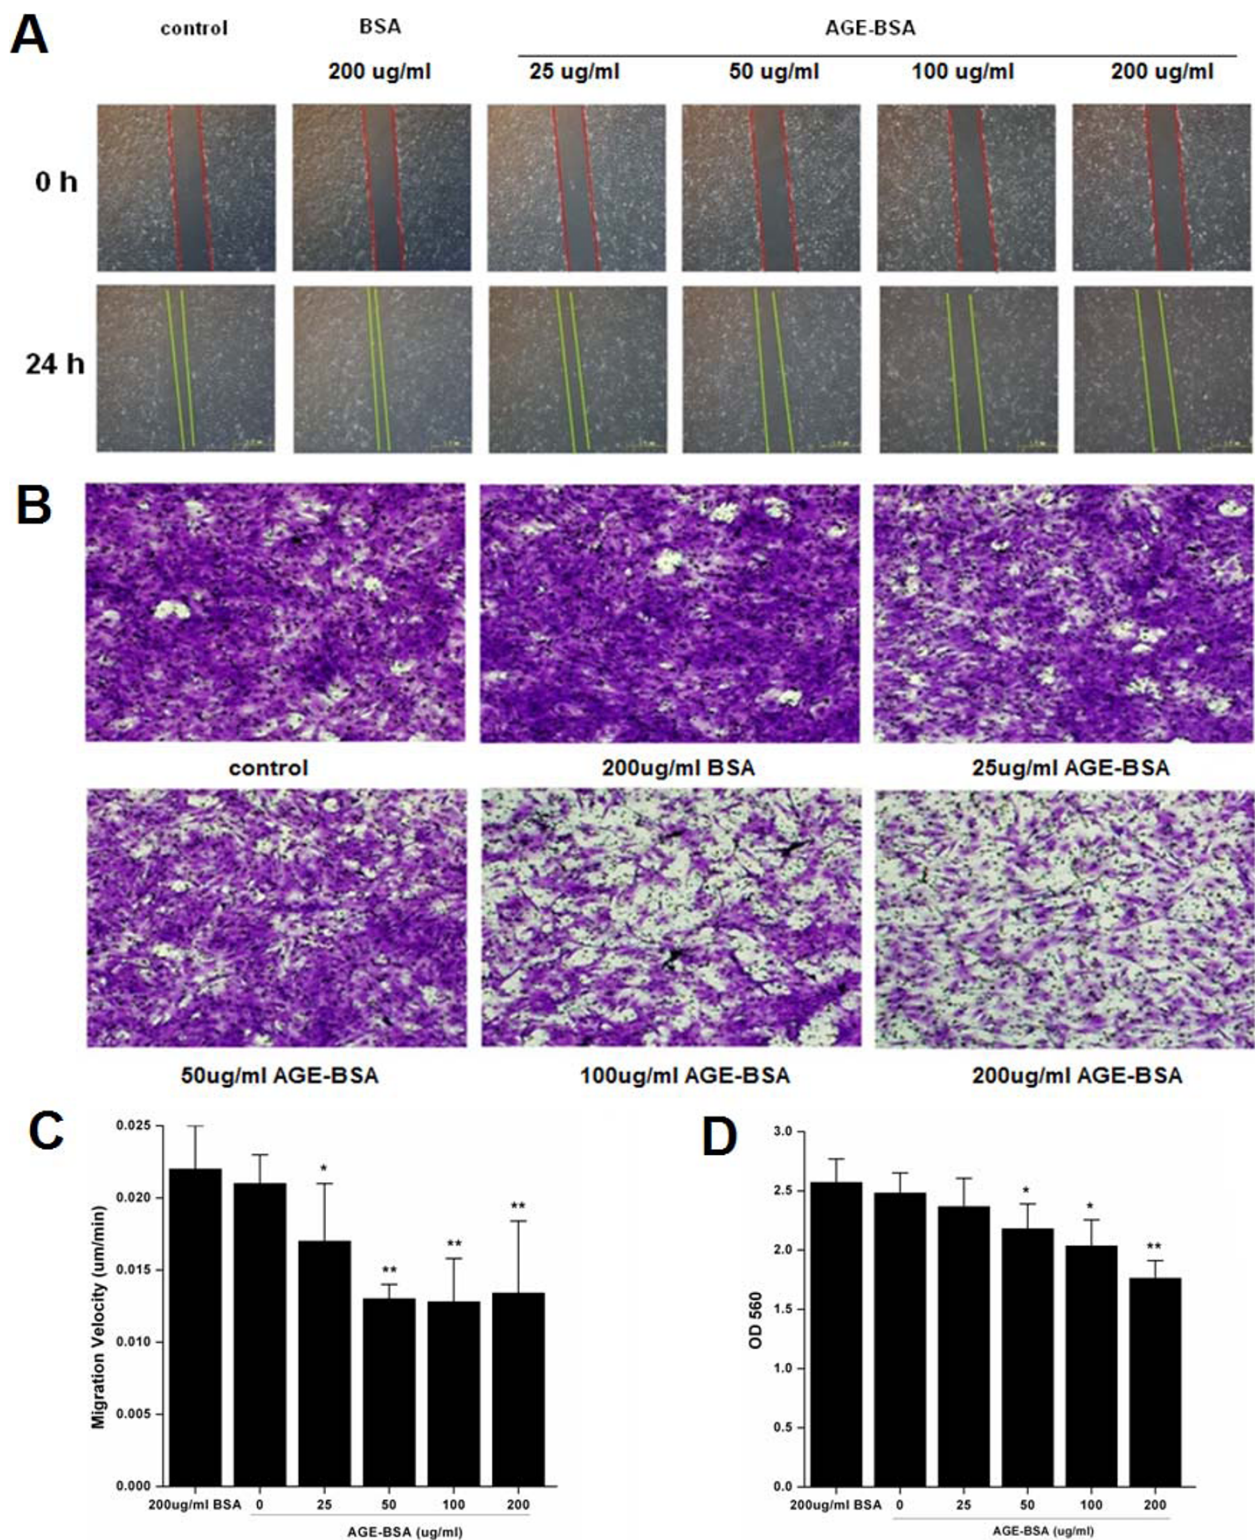 A
control BSA AGE-BSA
200 ug/ml 25 ug/ml 50 ug/ml 100 ug/ml 200 ug/ml
0 h
24 h
B
control 200ug/ml BSA 25ug/ml AGE-BSA
50ug/ml AGE-BSA 100ug/ml AGE-BSA 200ug/ml AGE-BSA
C
Migration Velocity (um/min)
0.025
0.020
0.015
0.010
0.005
0.000
* ** ** **
200ug/ml BSA 0 25 50 100 200
AGE-BSA (ug/ml)
D
OD 560
3.0
2.5
2.0
1.5
1.0
0.5
0.0
* * **
200ug/ml BSA 0 25 50 100 200
AGE-BSA (ug/ml)